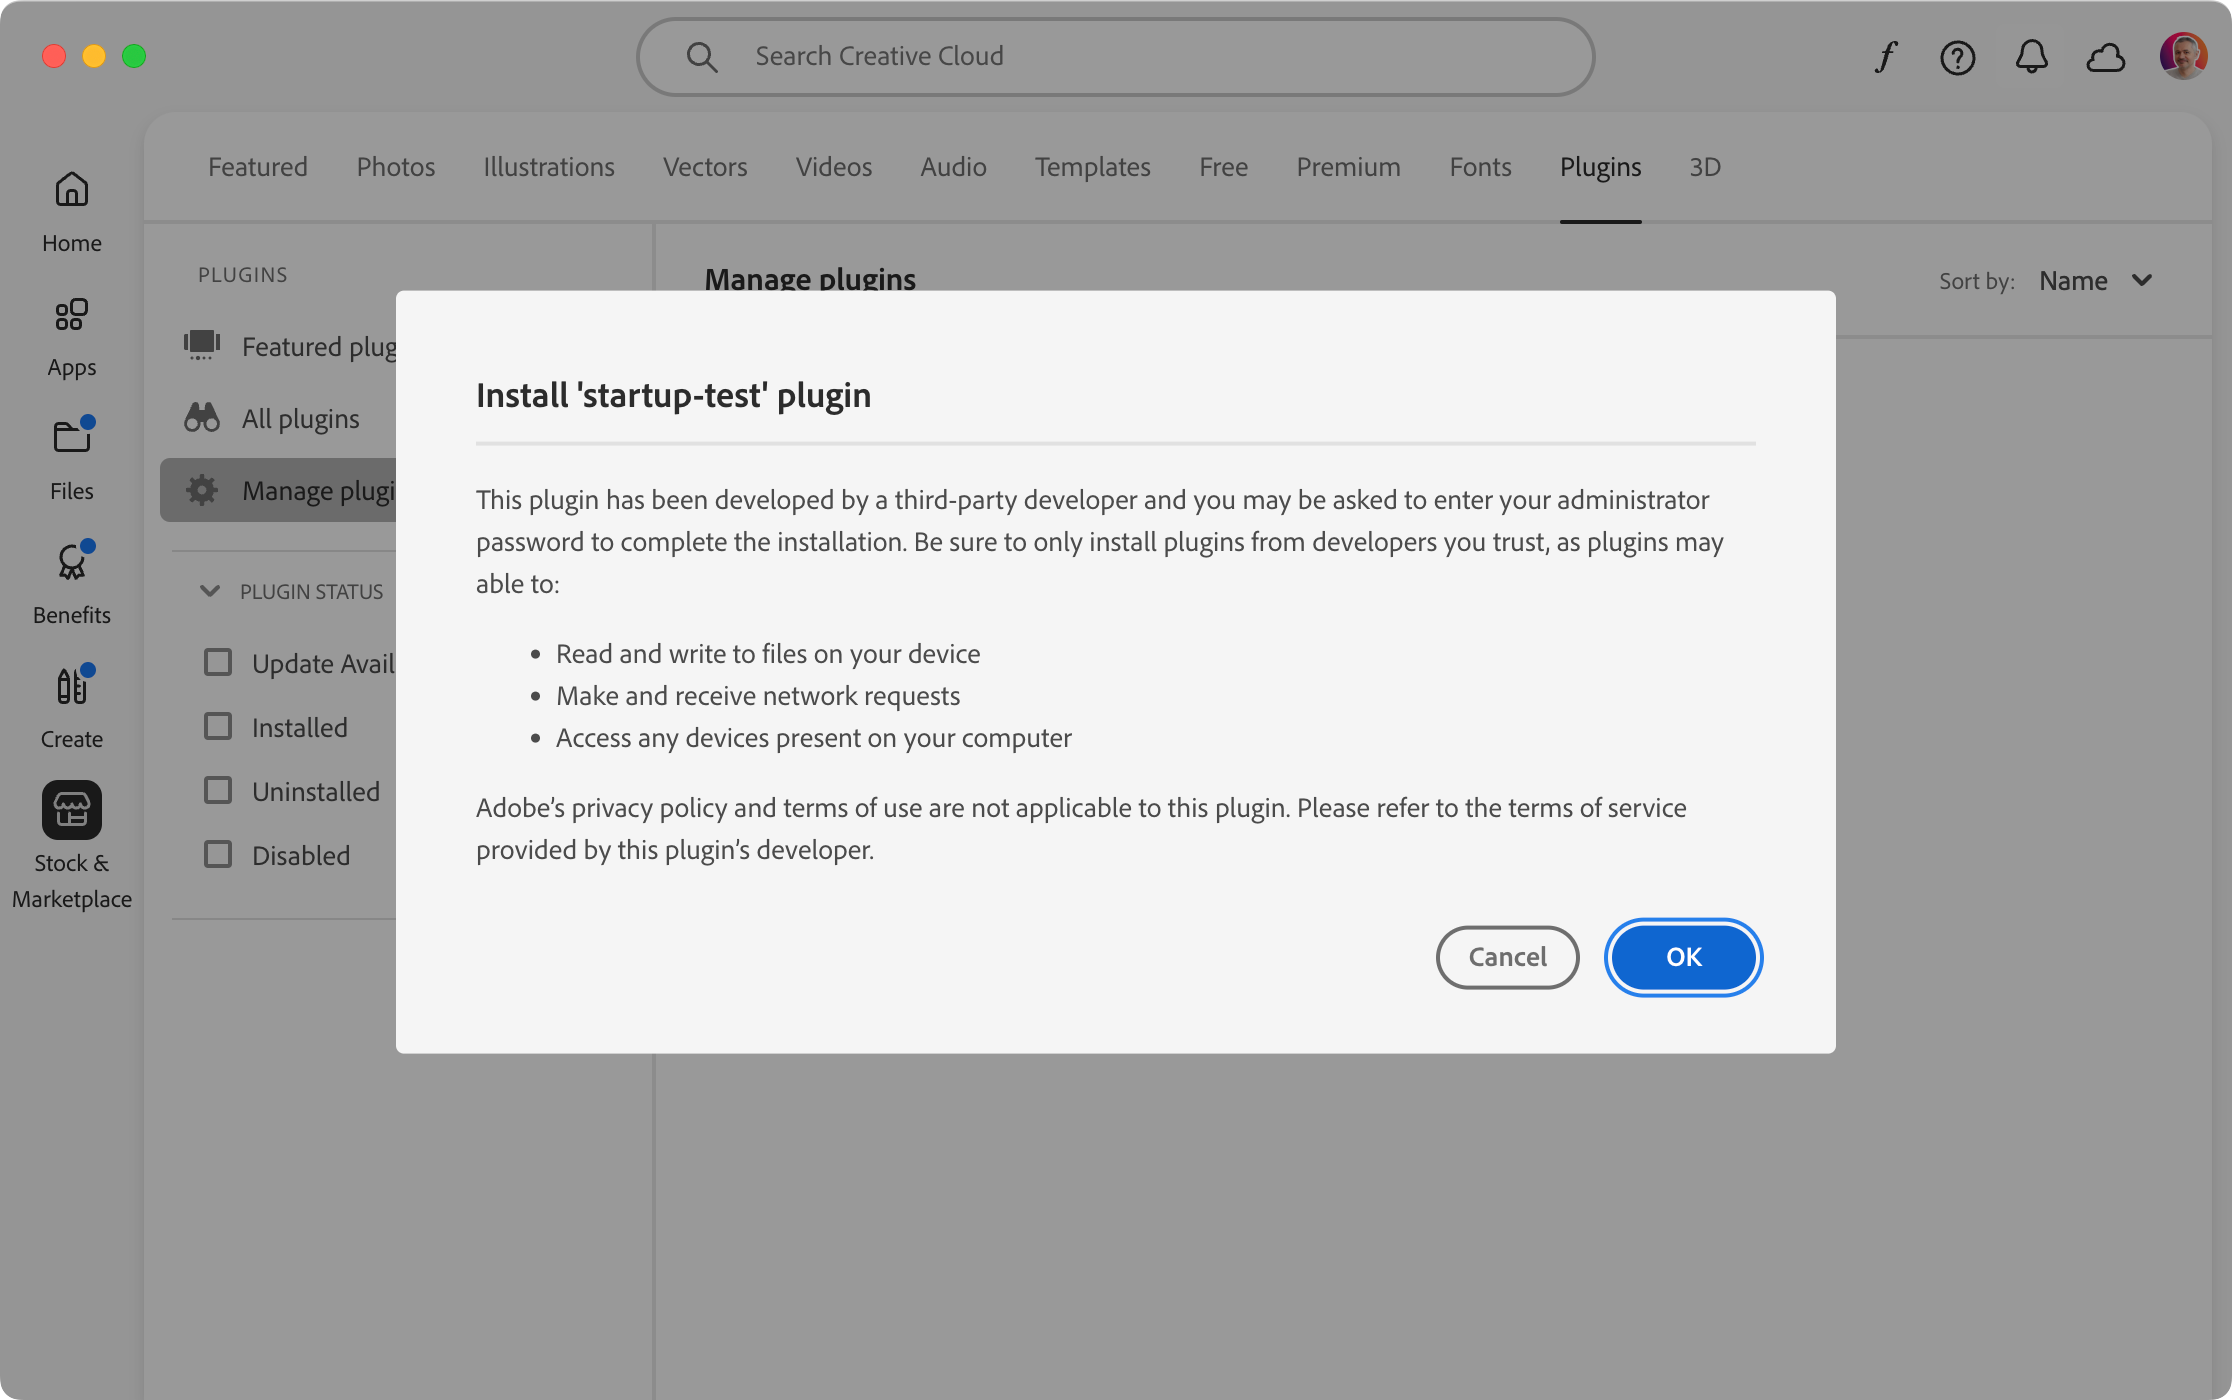 Search Creative Cloud
Featured Photos Illustrations Vectors Videos Audio Templates Free Premium Fonts Plugins 3D
Home
Apps
Files
Benefits
Create
Stock &
Marketplace
PLUGINS
Featured plug
All plugins
Manage plugi
PLUGIN STATUS
Update Avail
Installed
Uninstalled
Disabled
Manage plugins
Sort by: Name
Install 'startup-test' plugin
This plugin has been developed by a third-party developer and you may be asked to enter your administrator
password to complete the installation. Be sure to only install plugins from developers you trust, as plugins may
able to:
• Read and write to files on your device
• Make and receive network requests
• Access any devices present on your computer
Adobe’s privacy policy and terms of use are not applicable to this plugin. Please refer to the terms of service
provided by this plugin’s developer.
Cancel OK